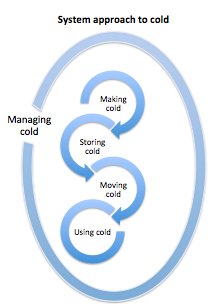 System approach to cold
Making
cold
Managing
cold
Storing
cold
Moving
cold
Using cold